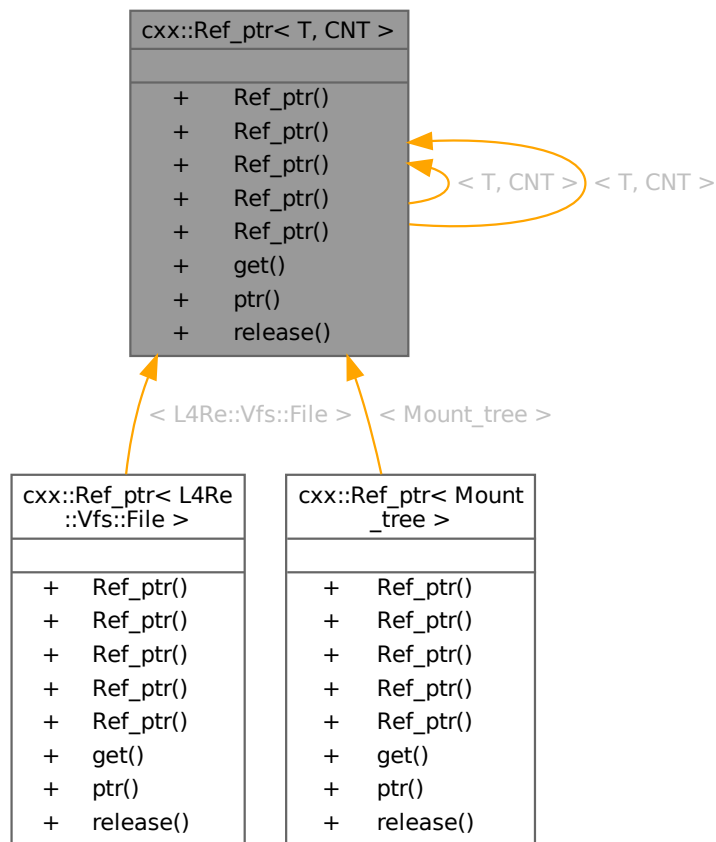 cxx::Ref_ptr< T, CNT >
+ Ref_ptr()
+ Ref_ptr()
+ Ref_ptr()
+ Ref_ptr()
+ Ref_ptr()
+ get()
+ ptr()
+ release()
< T, CNT >
< T, CNT >
< L4Re::Vfs::File >
< Mount_tree >
cxx::Ref_ptr< L4Re
::Vfs::File >
+ Ref_ptr()
+ Ref_ptr()
+ Ref_ptr()
+ Ref_ptr()
+ Ref_ptr()
+ get()
+ ptr()
+ release()
cxx::Ref_ptr< Mount
_tree >
+ Ref_ptr()
+ Ref_ptr()
+ Ref_ptr()
+ Ref_ptr()
+ Ref_ptr()
+ get()
+ ptr()
+ release()